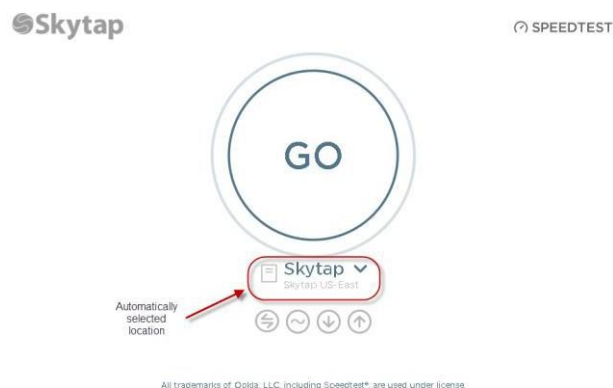 Skytap
SPEEDTEST
GO
Skytap
Skytap US-East
Automatically
selected
location
All trademarks of Ookla, LLC, including Speedtest®, are used under license.